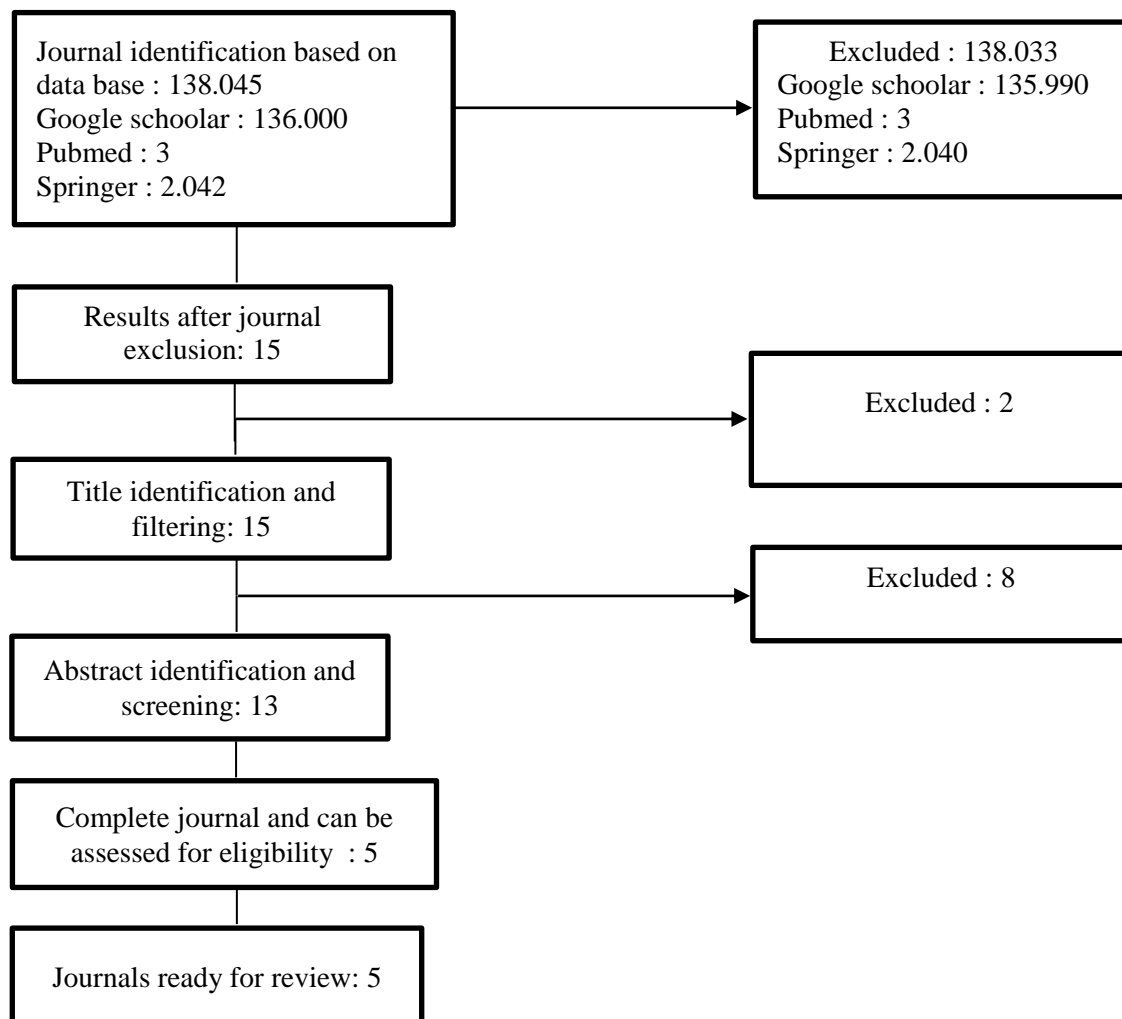 Journal identification based on
data base : 138.045
Google schoolar : 136.000
Pubmed : 3
Springer : 2.042
Excluded : 138.033
Google schoolar : 135.990
Pubmed : 3
Springer : 2.040
Results after journal
exclusion: 15
Excluded : 2
Title identification and
filtering: 15
Excluded : 8
Abstract identification and
screening: 13
Complete journal and can be
assessed for eligibility  : 5
Journals ready for review: 5